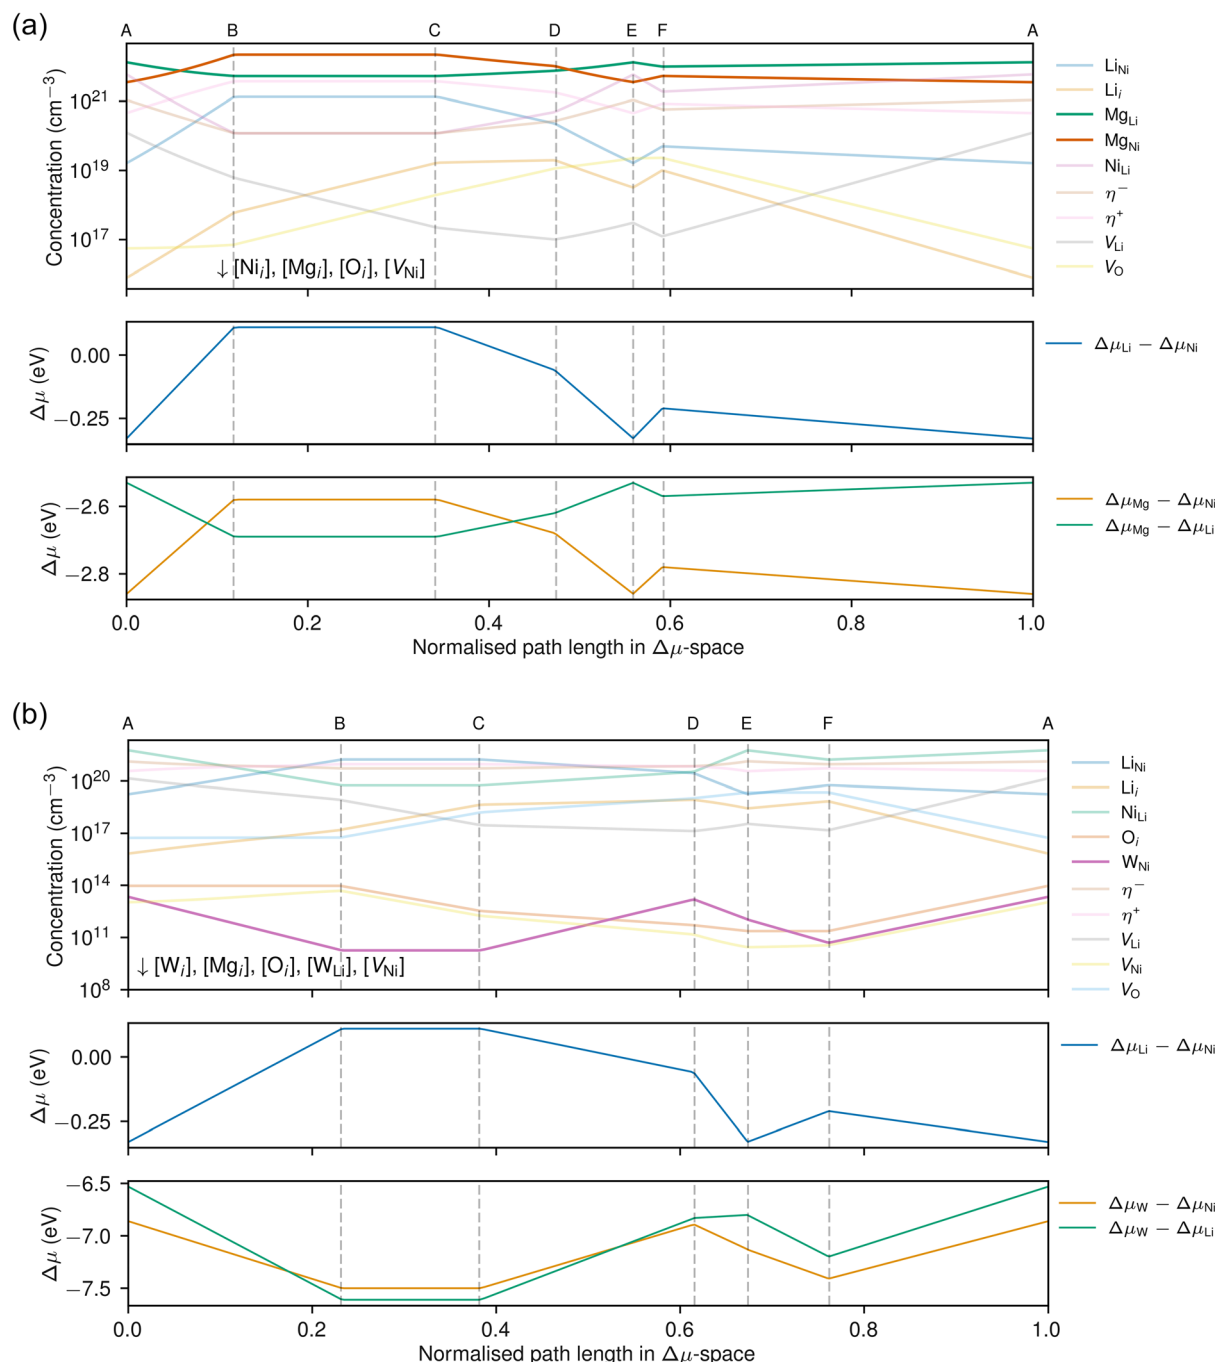 (a)
A B C D E F A
Concentration (cm⁻³)
10²¹
10¹⁹
10¹⁷
↓ [Niᵢ], [Mgᵢ], [Oᵢ], [V_Ni]
Li_Ni
Liᵢ
Mg_Li
Mg_Ni
Ni_Li
η⁻
η⁺
V_Li
V_O
Δμ (eV)
0.00
−0.25
Δμ_Li − Δμ_Ni
Δμ (eV)
−2.6
−2.8
Δμ_Mg − Δμ_Ni
Δμ_Mg − Δμ_Li
0.0 0.2 0.4 0.6 0.8 1.0
Normalised path length in Δμ-space
(b)
A B C D E F A
Concentration (cm⁻³)
10²⁰
10¹⁷
10¹⁴
10¹¹
10⁸
↓ [Wᵢ], [Mgᵢ], [Oᵢ], [W_Li], [V_Ni]
Li_Ni
Liᵢ
Ni_Li
Oᵢ
W_Ni
η⁻
η⁺
V_Li
V_Ni
V_O
Δμ (eV)
0.00
−0.25
Δμ_Li − Δμ_Ni
Δμ (eV)
−6.5
−7.0
−7.5
Δμ_W − Δμ_Ni
Δμ_W − Δμ_Li
0.0 0.2 0.4 0.6 0.8 1.0
Normalised path length in Δμ-space